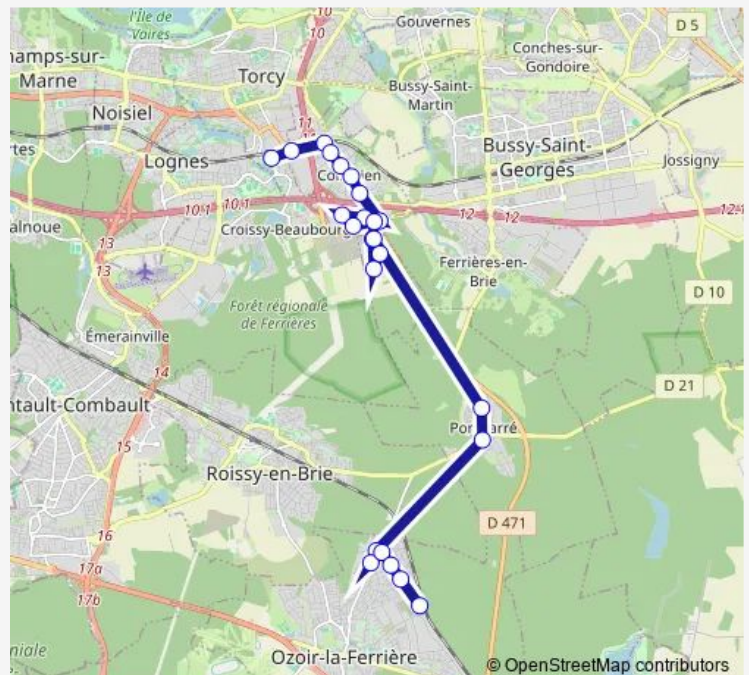 l'Île de
Vaires
10
10
Gouvernes
D 5
Conches-sur-
Gondoire
hamps-sur-
Marne
Torcy
Bussy-Saint-
Martin
Noisiel
11
Lognes
Bussy-Saint-
Georges
Jossigny
10.1
10.1
12
12
12.1
alnoue
Croissy-Beaubourg
13
13
Ferrières-en-
Brie
D 10
Forêt régionale
de Ferrières
Émerainville
14
D 21
ntault-Combault
15
Roissy-en-Brie
D 471
16
17a
17b
Ozoir-la-Ferrière
niale
© OpenStreetMap contributors